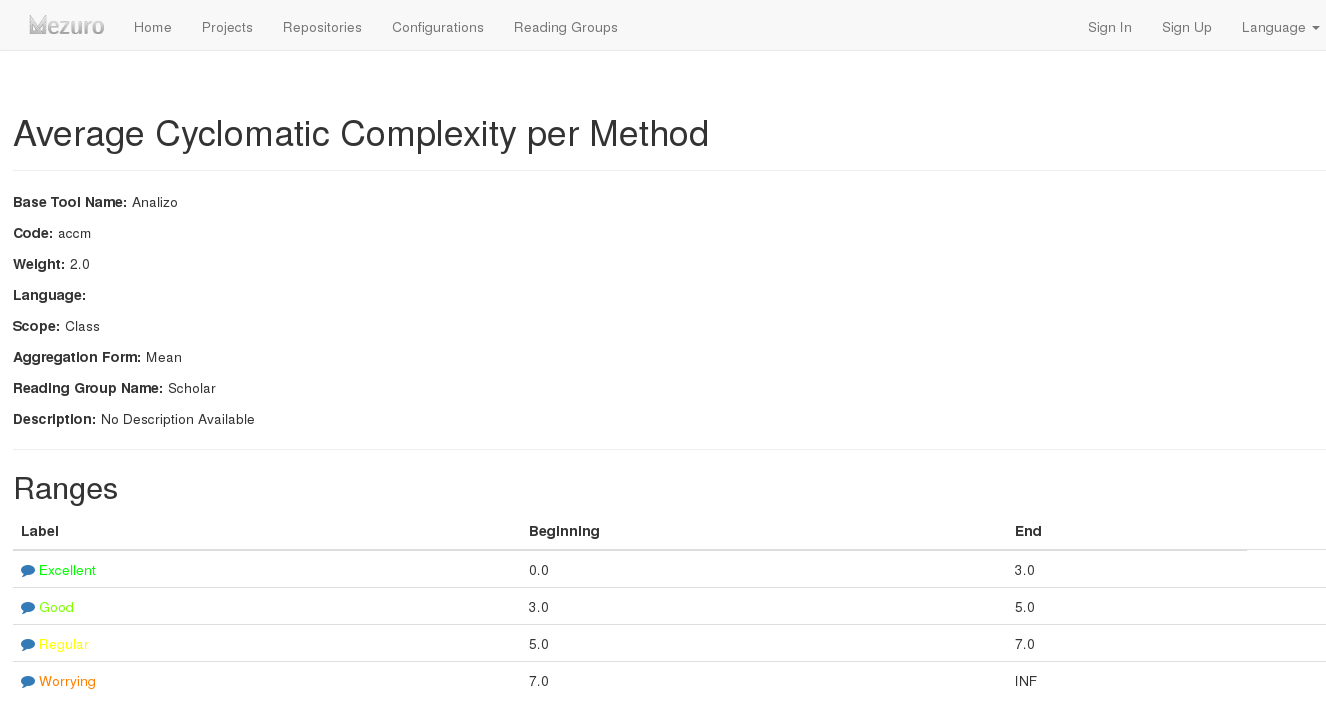 Mezuro Home Projects Repositories Configurations Reading Groups Sign In Sign Up Language
Average Cyclomatic Complexity per Method
Base Tool Name: Analizo
Code: accm
Weight: 2.0
Language:
Scope: Class
Aggregation Form: Mean
Reading Group Name: Scholar
Description: No Description Available
Ranges
Label Beginning End
Excellent 0.0 3.0
Good 3.0 5.0
Regular 5.0 7.0
Worrying 7.0 INF